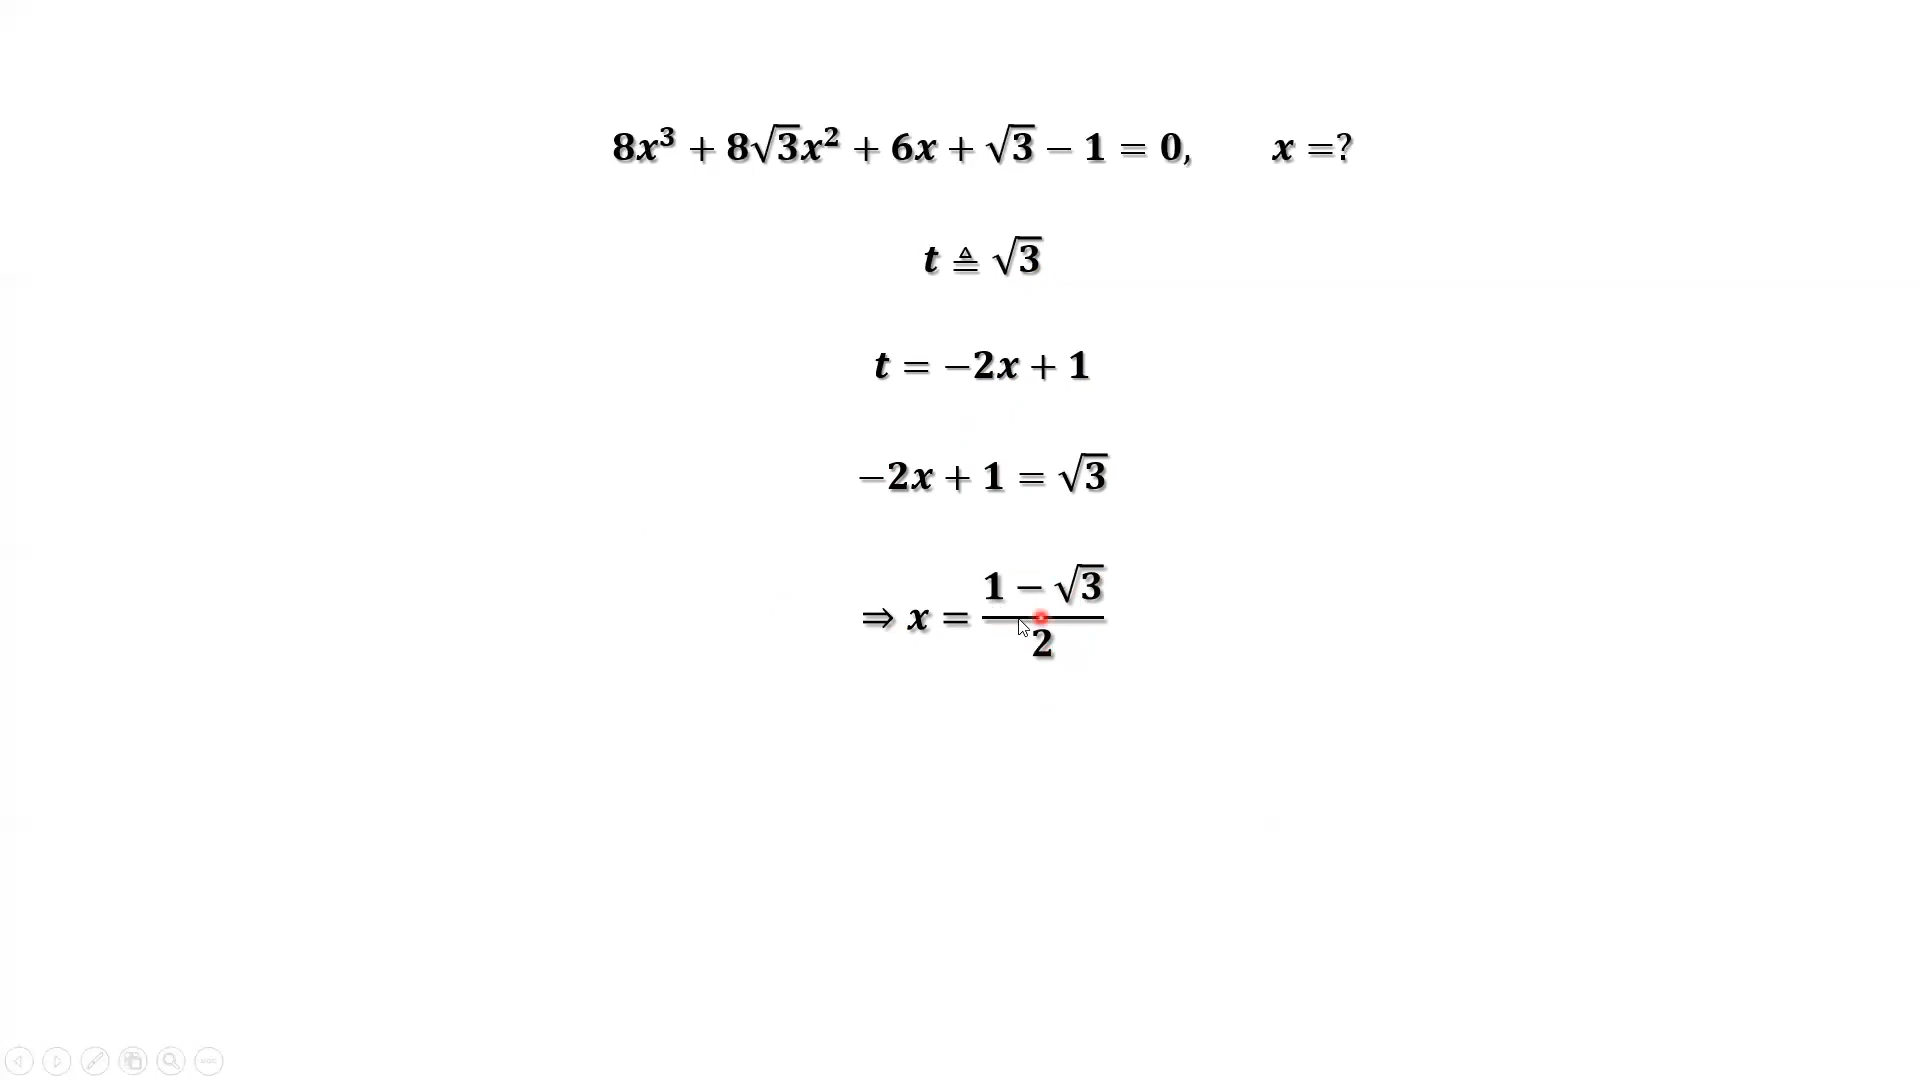 8x³ + 8√3x² + 6x + √3 − 1 = 0, x =?
t ≜ √3
t = −2x + 1
−2x + 1 = √3
⇒ x = (1 − √3)/2